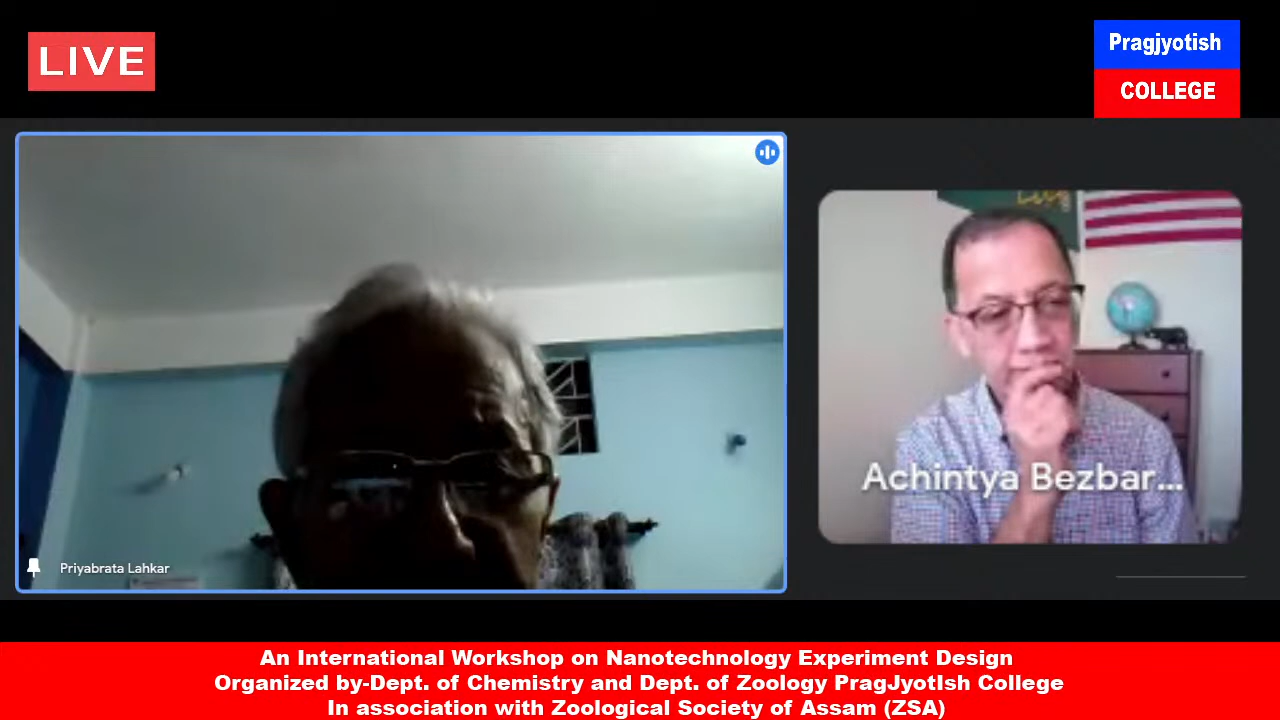 LIVE
Pragjyotish
COLLEGE
Achintya Bezbar...
Priyabrata Lahkar
An International Workshop on Nanotechnology Experiment Design
Organized by-Dept. of Chemistry and Dept. of Zoology PragJyotIsh College
In association with Zoological Society of Assam (ZSA)